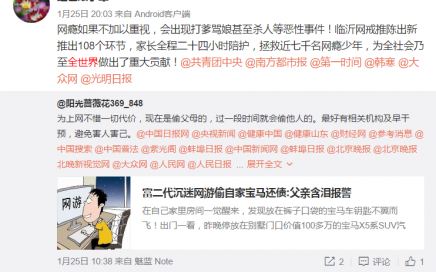 1月25日 20:03 来自 Android客户端
网瘾如果不加以重视，会出现打爹骂娘甚至杀人等恶性事件！临沂网戒推陈出新
推出108个环节，家长全程二十四小时陪护，拯救近七千名网瘾少年，为全社会乃
至全世界做出了重大贡献！@共青团中央 @南方都市报 @第一时间 @韩寒 @大
众网 @光明日报
@阳光蔷薇花369_848
为上网不惜一切代价，现在是偷父母的，过一段时间就会偷他人的。最好有相关机构及早干
预，避免害人害己。@中国日报网 @央视新闻 @健康中国 @健康山东 @财经网 @参考消息 @
中国搜索 @中国普法 @紫光阁 @蚌埠日报 @中国新闻网 @蚌埠日报 @北京晚报 @北京晚报
北晚新视觉网 @大众网 @人民网 @人民日报 ... 展开全文
网游
富二代沉迷网游偷自家宝马还债:父亲含泪报警
在自己家里房间一觉醒来，发现放在裤子口袋的宝马车钥匙不翼而
飞！出门一看，昨晚停放在别墅门口价值100多万的宝马X5系SUV汽
1月25日 10:38 来自 魅蓝 Note
2 评论 1